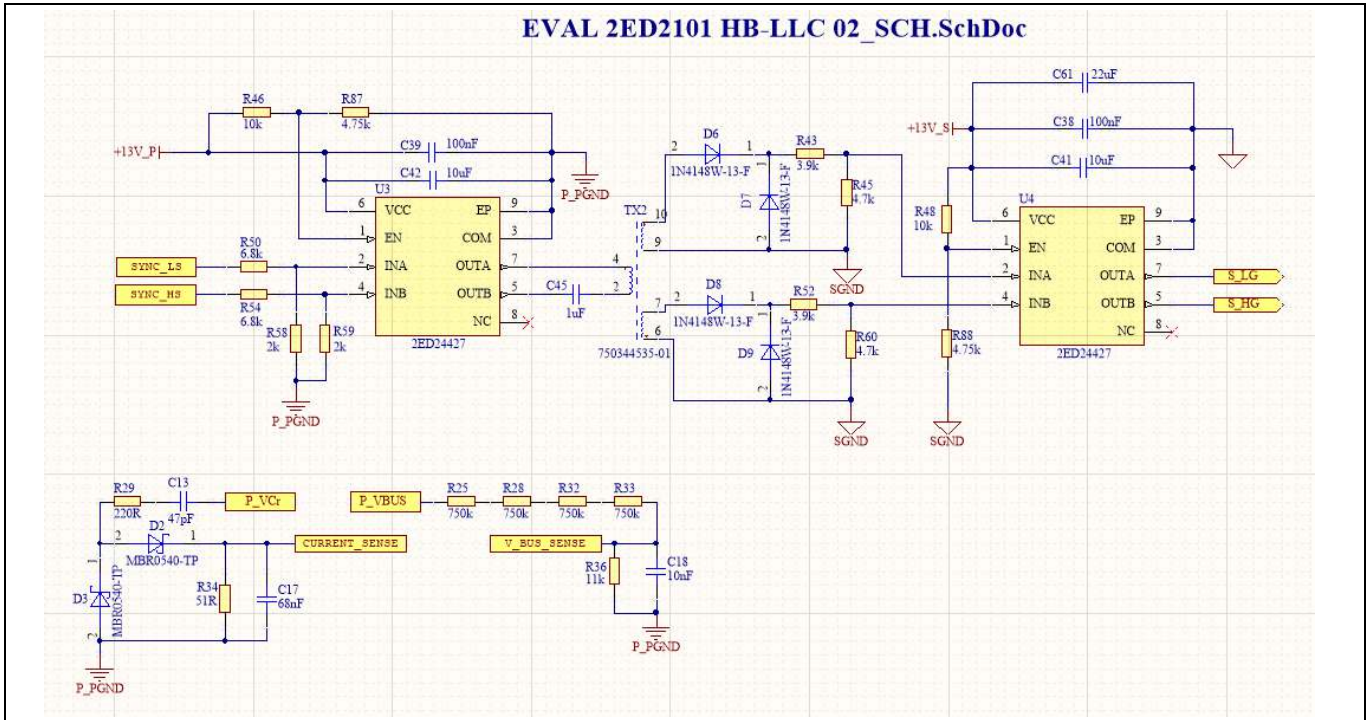 EVAL 2ED2101 HB-LLC 02_SCH.SchDoc
R46
10k
R87
4.75k
+13V_P
C39 100nF
C42 10uF
P_PGND
U3
6 VCC EP 9
1 EN COM 3
2 INA OUTA 7
4 INB OUTB 5
NC 8
2ED24427
SYNC_LS
R50
6.8k
SYNC_HS
R54
6.8k
R58
2k
R59
2k
P_PGND
C45
1uF
TX2
4
2
10
9
7
6
750344535-01
2 D6 1
1N4148W-13-F
1
D7
2
1N4148W-13-F
R43
3.9k
R45
4.7k
SGND
2 D8 1
1N4148W-13-F
1
D9
2
1N4148W-13-F
R52
3.9k
R60
4.7k
SGND
C61 22uF
+13V_S
C38 100nF
C41 10uF
R48
10k
R88
4.75k
SGND
U4
6 VCC EP 9
1 EN COM 3
2 INA OUTA 7
4 INB OUTB 5
NC 8
2ED24427
S_LG
S_HG
R29
220R
C13
47pF
P_VCr
2 D2 1
MBR0540-TP
CURRENT_SENSE
1
D3
2
MBR0540-TP
R34
51R
C17
68nF
P_PGND
P_VBUS
R25
750k
R28
750k
R32
750k
R33
750k
V_BUS_SENSE
R36
11k
C18
10nF
P_PGND